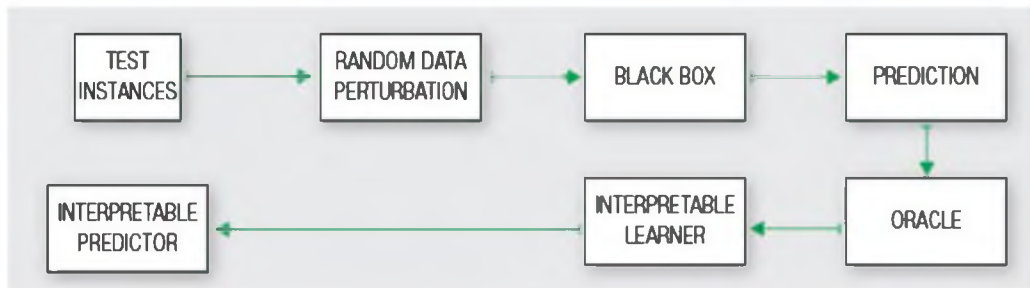 TEST
INSTANCES
RANDOM DATA
PERTURBATION
BLACK BOX
PREDICTION
ORACLE
INTERPRETABLE
LEARNER
INTERPRETABLE
PREDICTOR